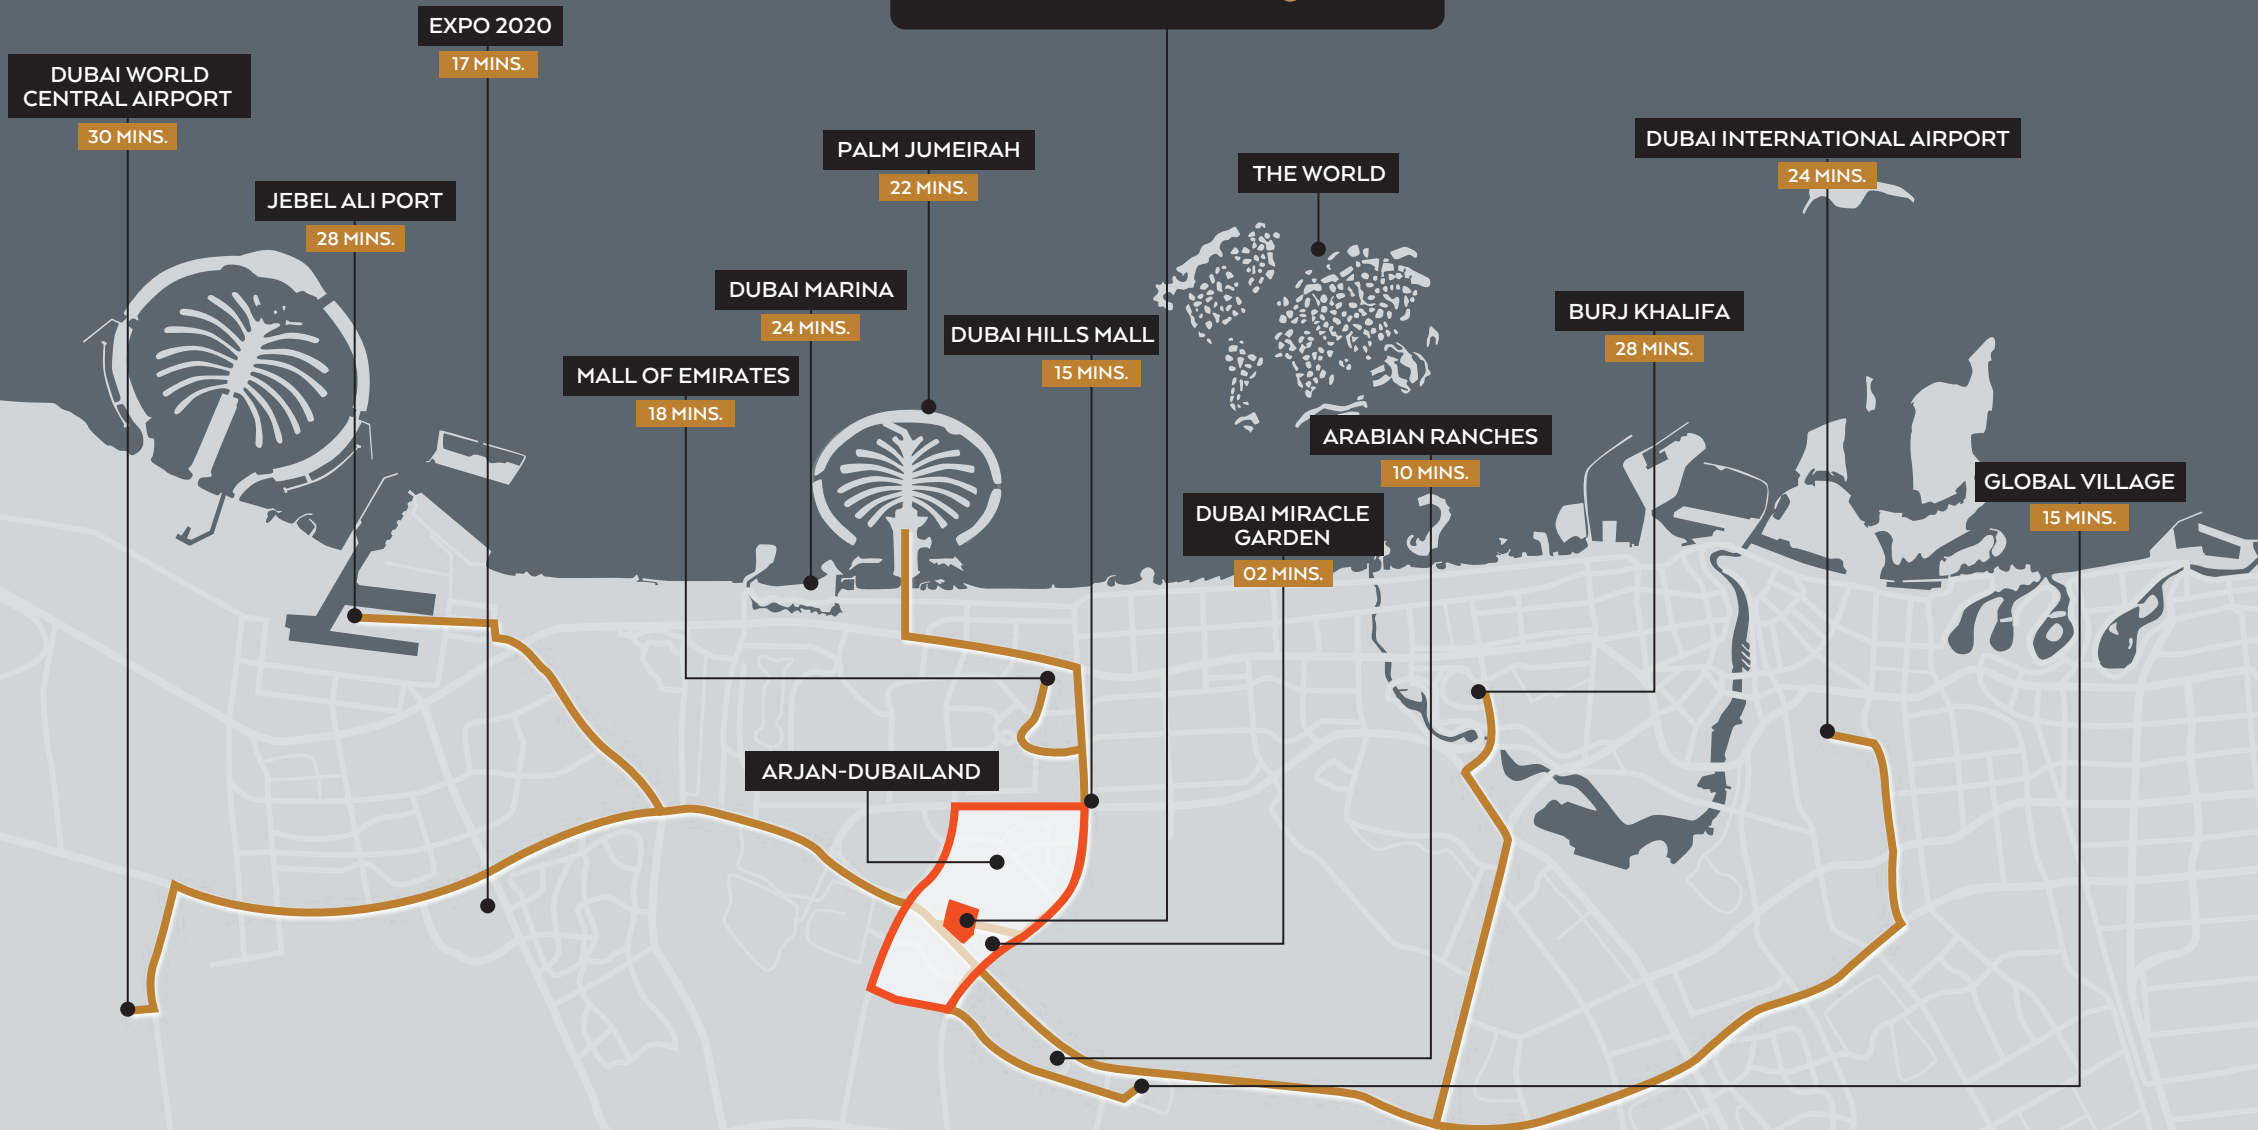 EXPO 2020
17 MINS.
DUBAI WORLD
CENTRAL AIRPORT
30 MINS.
JEBEL ALI PORT
28 MINS.
PALM JUMEIRAH
22 MINS.
THE WORLD
DUBAI INTERNATIONAL AIRPORT
24 MINS.
DUBAI MARINA
24 MINS.
DUBAI HILLS MALL
15 MINS.
BURJ KHALIFA
28 MINS.
MALL OF EMIRATES
18 MINS.
ARABIAN RANCHES
10 MINS.
GLOBAL VILLAGE
15 MINS.
DUBAI MIRACLE
GARDEN
02 MINS.
ARJAN-DUBAILAND